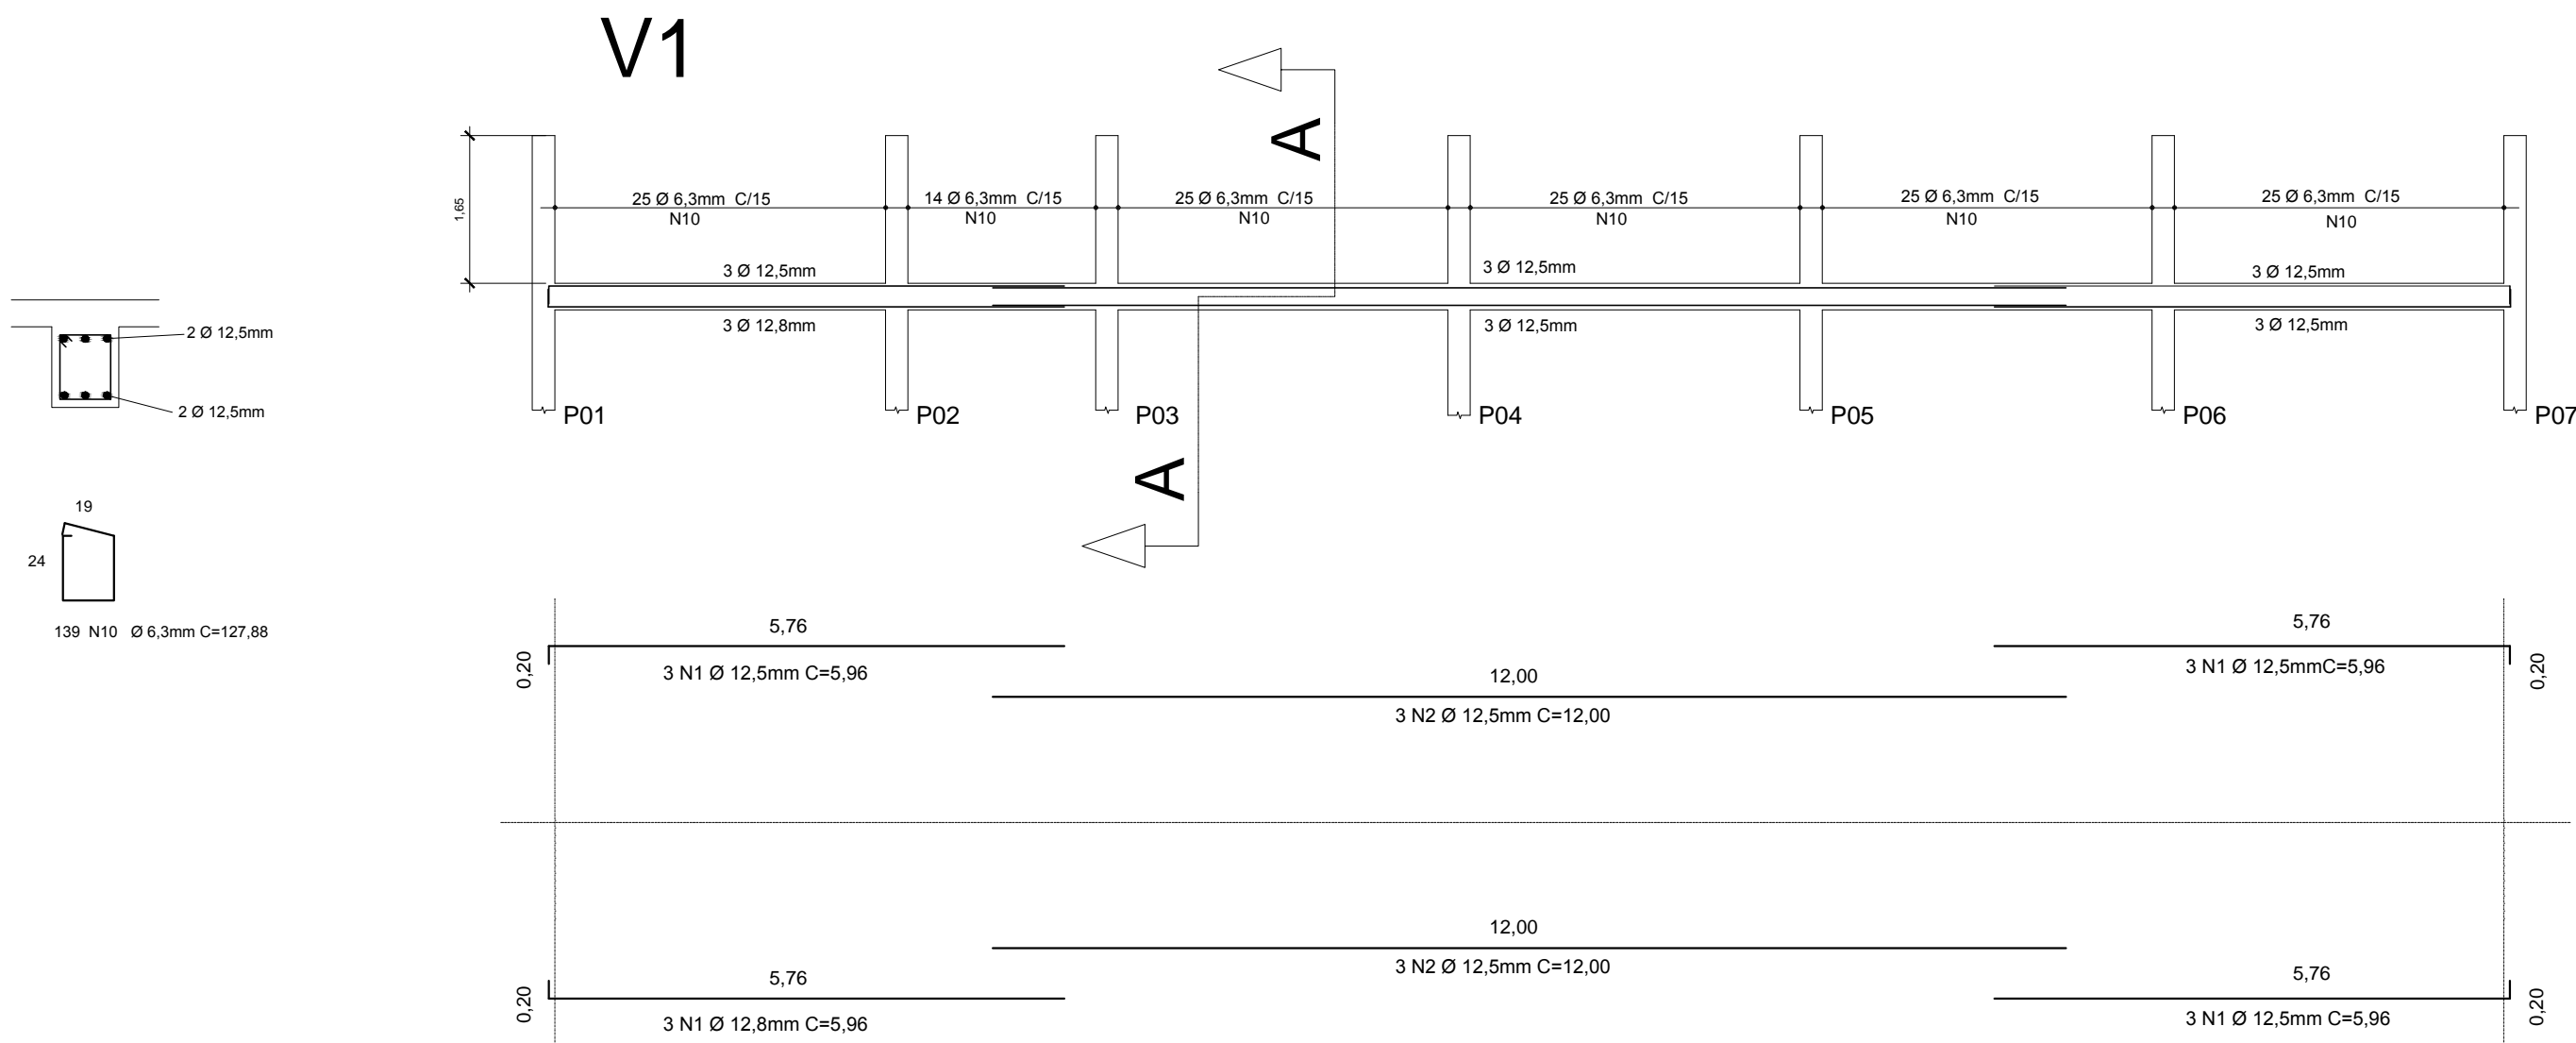 V1
A
1,65
25 Ø 6,3mm C/15
N10
14 Ø 6,3mm C/15
N10
25 Ø 6,3mm C/15
N10
25 Ø 6,3mm C/15
N10
25 Ø 6,3mm C/15
N10
25 Ø 6,3mm C/15
N10
3 Ø 12,5mm
3 Ø 12,5mm
3 Ø 12,5mm
3 Ø 12,8mm
3 Ø 12,5mm
3 Ø 12,5mm
2 Ø 12,5mm
2 Ø 12,5mm
P01
P02
P03
P04
P05
P06
P07
A
19
24
139 N10 Ø 6,3mm C=127,88
5,76
0,20
3 N1 Ø 12,5mm C=5,96
12,00
3 N2 Ø 12,5mm C=12,00
5,76
3 N1 Ø 12,5mmC=5,96
0,20
12,00
3 N2 Ø 12,5mm C=12,00
5,76
0,20
3 N1 Ø 12,8mm C=5,96
5,76
3 N1 Ø 12,5mm C=5,96
0,20